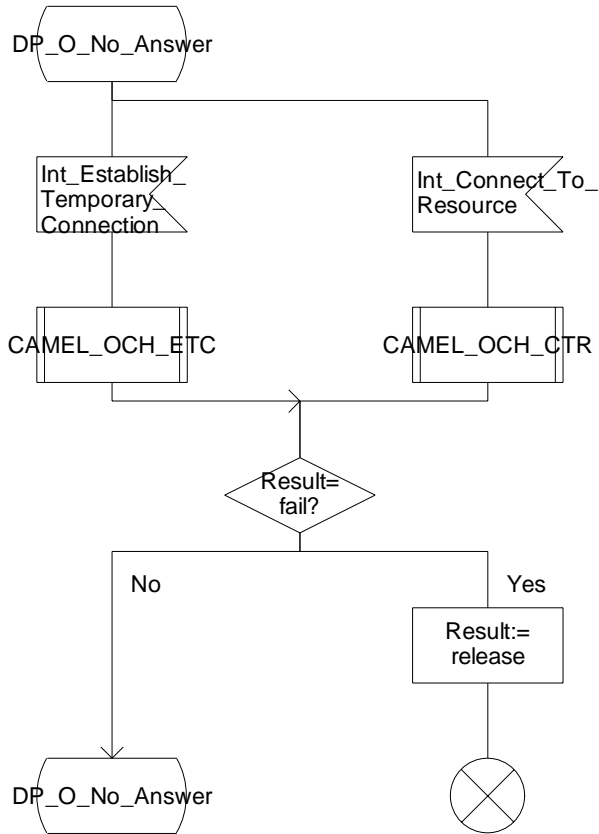 DP_O_No_Answer
Int_Establish_
Temporary_
Connection
Int_Connect_To_
Resource
CAMEL_OCH_ETC
CAMEL_OCH_CTR
Result=
fail?
No
Yes
Result:=
release
DP_O_No_Answer